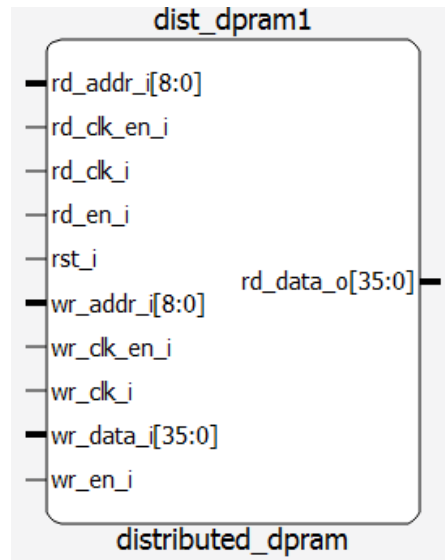 dist_dpram1
rd_addr_i[8:0]
rd_clk_en_i
rd_clk_i
rd_en_i
rst_i
rd_data_o[35:0]
wr_addr_i[8:0]
wr_clk_en_i
wr_clk_i
wr_data_i[35:0]
wr_en_i
distributed_dpram